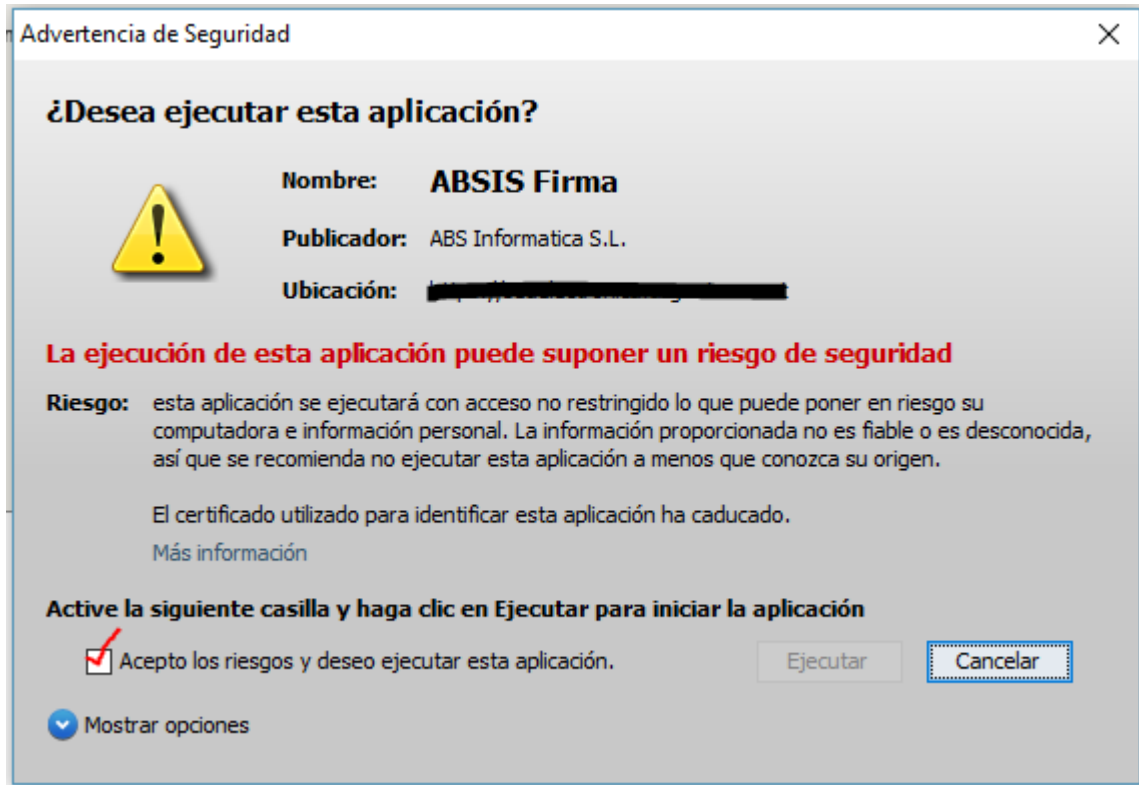 Advertencia de Seguridad
¿Desea ejecutar esta aplicación?
Nombre: ABSIS Firma
Publicador: ABS Informatica S.L.
Ubicación:
La ejecución de esta aplicación puede suponer un riesgo de seguridad
Riesgo: esta aplicación se ejecutará con acceso no restringido lo que puede poner en riesgo su
computadora e información personal. La información proporcionada no es fiable o es desconocida,
así que se recomienda no ejecutar esta aplicación a menos que conozca su origen.
El certificado utilizado para identificar esta aplicación ha caducado.
Más información
Active la siguiente casilla y haga clic en Ejecutar para iniciar la aplicación
Acepto los riesgos y deseo ejecutar esta aplicación. Ejecutar Cancelar
Mostrar opciones